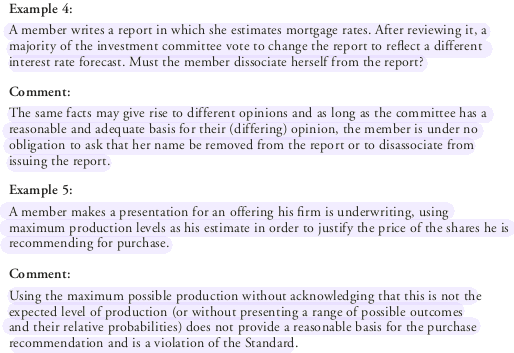 Example 4:
A member writes a report in which she estimates mortgage rates. After reviewing it, a
majority of the investment committee vote to change the report to reflect a different
interest rate forecast. Must the member dissociate herself from the report?
Comment:
The same facts may give rise to different opinions and as long as the committee has a
reasonable and adequate basis for their (differing) opinion, the member is under no
obligation to ask that her name be removed from the report or to disassociate from
issuing the report.
Example 5:
A member makes a presentation for an offering his firm is underwriting, using
maximum production levels as his estimate in order to justify the price of the shares he is
recommending for purchase.
Comment:
Using the maximum possible production without acknowledging that this is not the
expected level of production (or without presenting a range of possible outcomes
and their relative probabilities) does not provide a reasonable basis for the purchase
recommendation and is a violation of the Standard.